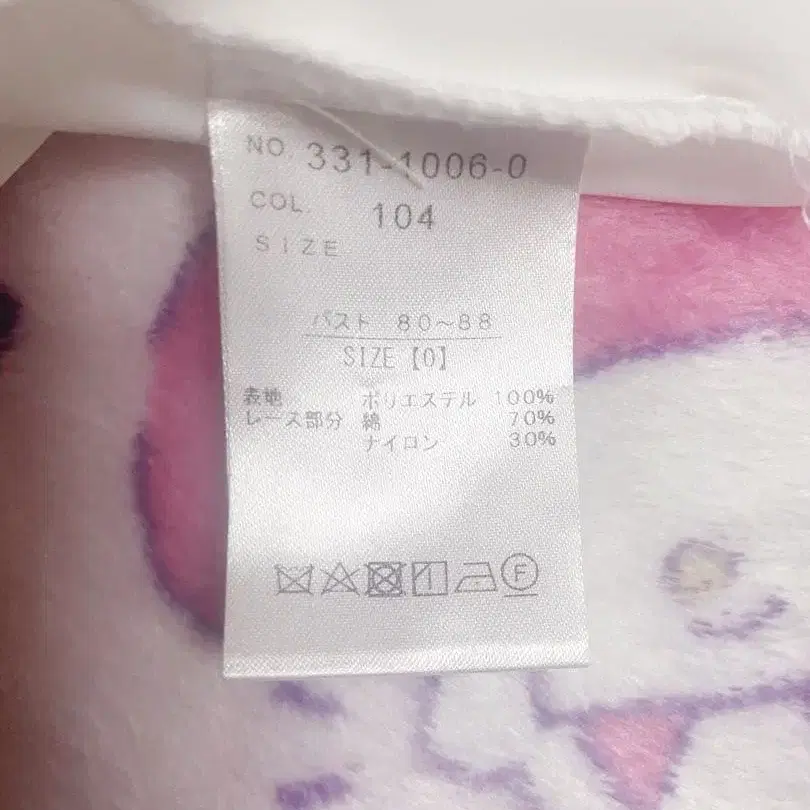 NO 331-1006-0
COL. 104
SIZE
バスト 80～88
SIZE【0】
表地 ポリエステル 100%
レース部分 綿 70%
ナイロン 30%
F